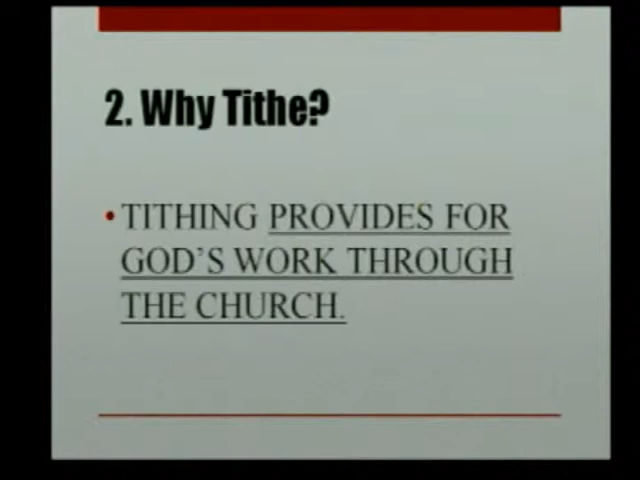 2. Why Tithe?
• TITHING PROVIDES FOR
GOD'S WORK THROUGH
THE CHURCH.